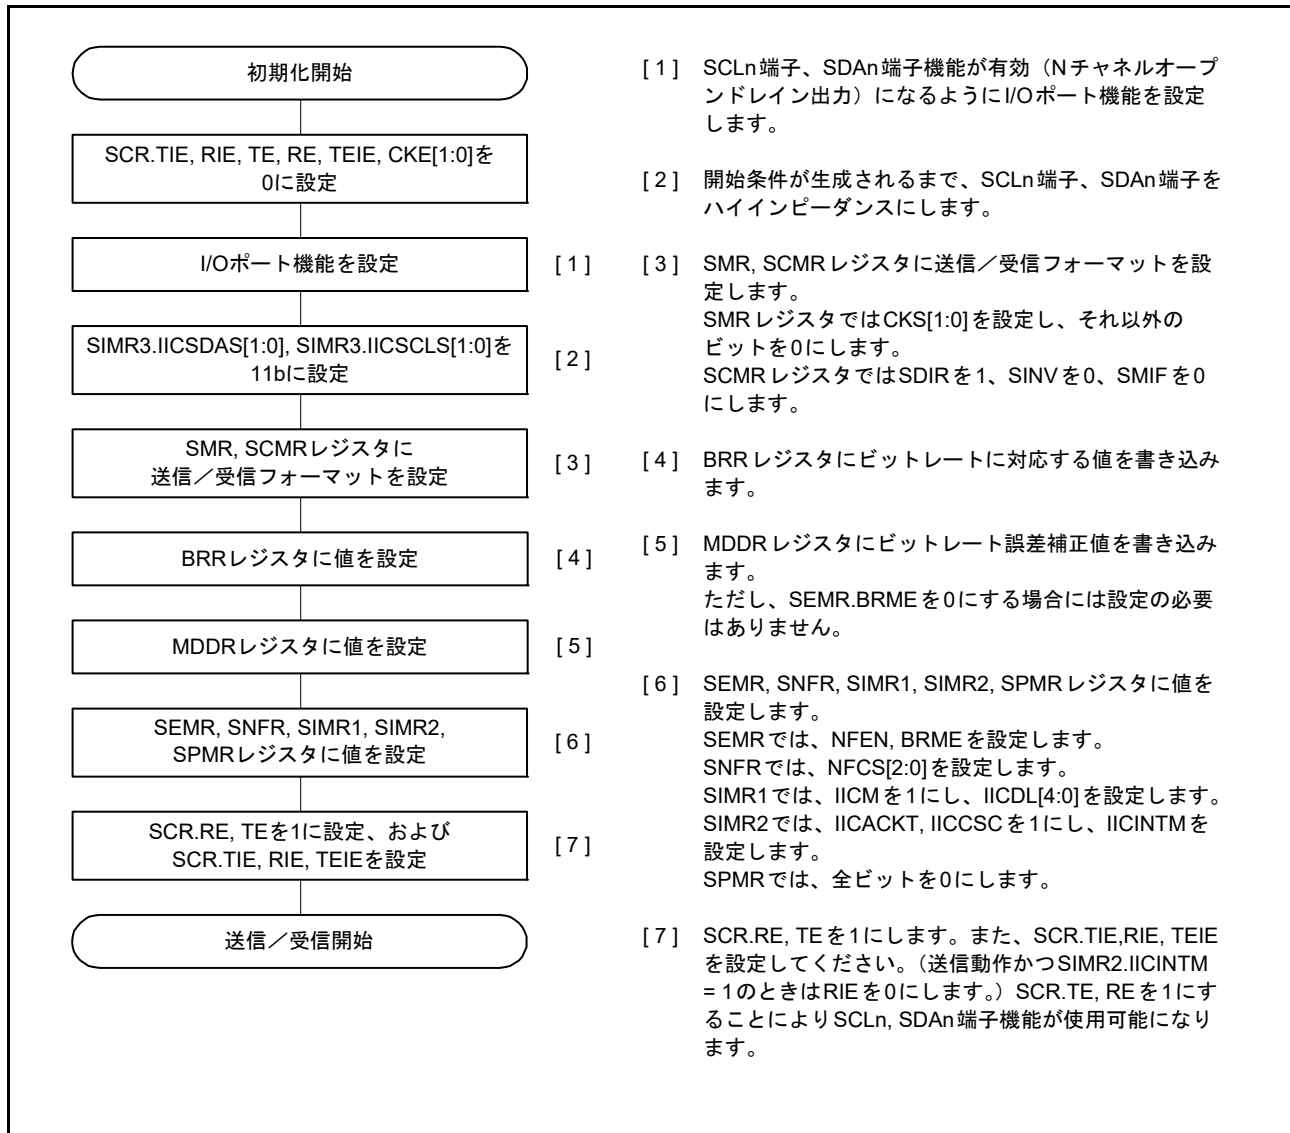 初期化開始
SCR.TIE, RIE, TE, RE, TEIE, CKE[1:0]を
0に設定
I/Oポート機能を設定
[ 1 ]
SIMR3.IICSDAS[1:0], SIMR3.IICSCLS[1:0]を
11bに設定
[ 2 ]
SMR, SCMRレジスタに
送信／受信フォーマットを設定
[ 3 ]
BRRレジスタに値を設定
[ 4 ]
MDDRレジスタに値を設定
[ 5 ]
SEMR, SNFR, SIMR1, SIMR2,
SPMRレジスタに値を設定
[ 6 ]
SCR.RE, TEを1に設定、および
SCR.TIE, RIE, TEIEを設定
[ 7 ]
送信／受信開始
[ 1 ] SCLn端子、SDAn端子機能が有効（Nチャネルオープ
ンドレイン出力）になるようにI/Oポート機能を設定
します。
[ 2 ] 開始条件が生成されるまで、SCLn端子、SDAn端子を
ハイインピーダンスにします。
[ 3 ] SMR, SCMRレジスタに送信／受信フォーマットを設
定します。
SMRレジスタではCKS[1:0]を設定し、それ以外の
ビットを0にします。
SCMRレジスタではSDIRを1、SINVを0、SMIFを0
にします。
[ 4 ] BRRレジスタにビットレートに対応する値を書き込み
ます。
[ 5 ] MDDRレジスタにビットレート誤差補正値を書き込み
ます。
ただし、SEMR.BRMEを0にする場合には設定の必要
はありません。
[ 6 ] SEMR, SNFR, SIMR1, SIMR2, SPMRレジスタに値を
設定します。
SEMRでは、NFEN, BRMEを設定します。
SNFRでは、NFCS[2:0]を設定します。
SIMR1では、IICMを1にし、IICDL[4:0]を設定します。
SIMR2では、IICACKT, IICCSCを1にし、IICINTMを
設定します。
SPMRでは、全ビットを0にします。
[ 7 ] SCR.RE, TEを1にします。また、SCR.TIE,RIE, TEIE
を設定してください。（送信動作かつSIMR2.IICINTM
= 1のときはRIEを0にします。）SCR.TE, REを1にす
ることによりSCLn, SDAn端子機能が使用可能になり
ます。